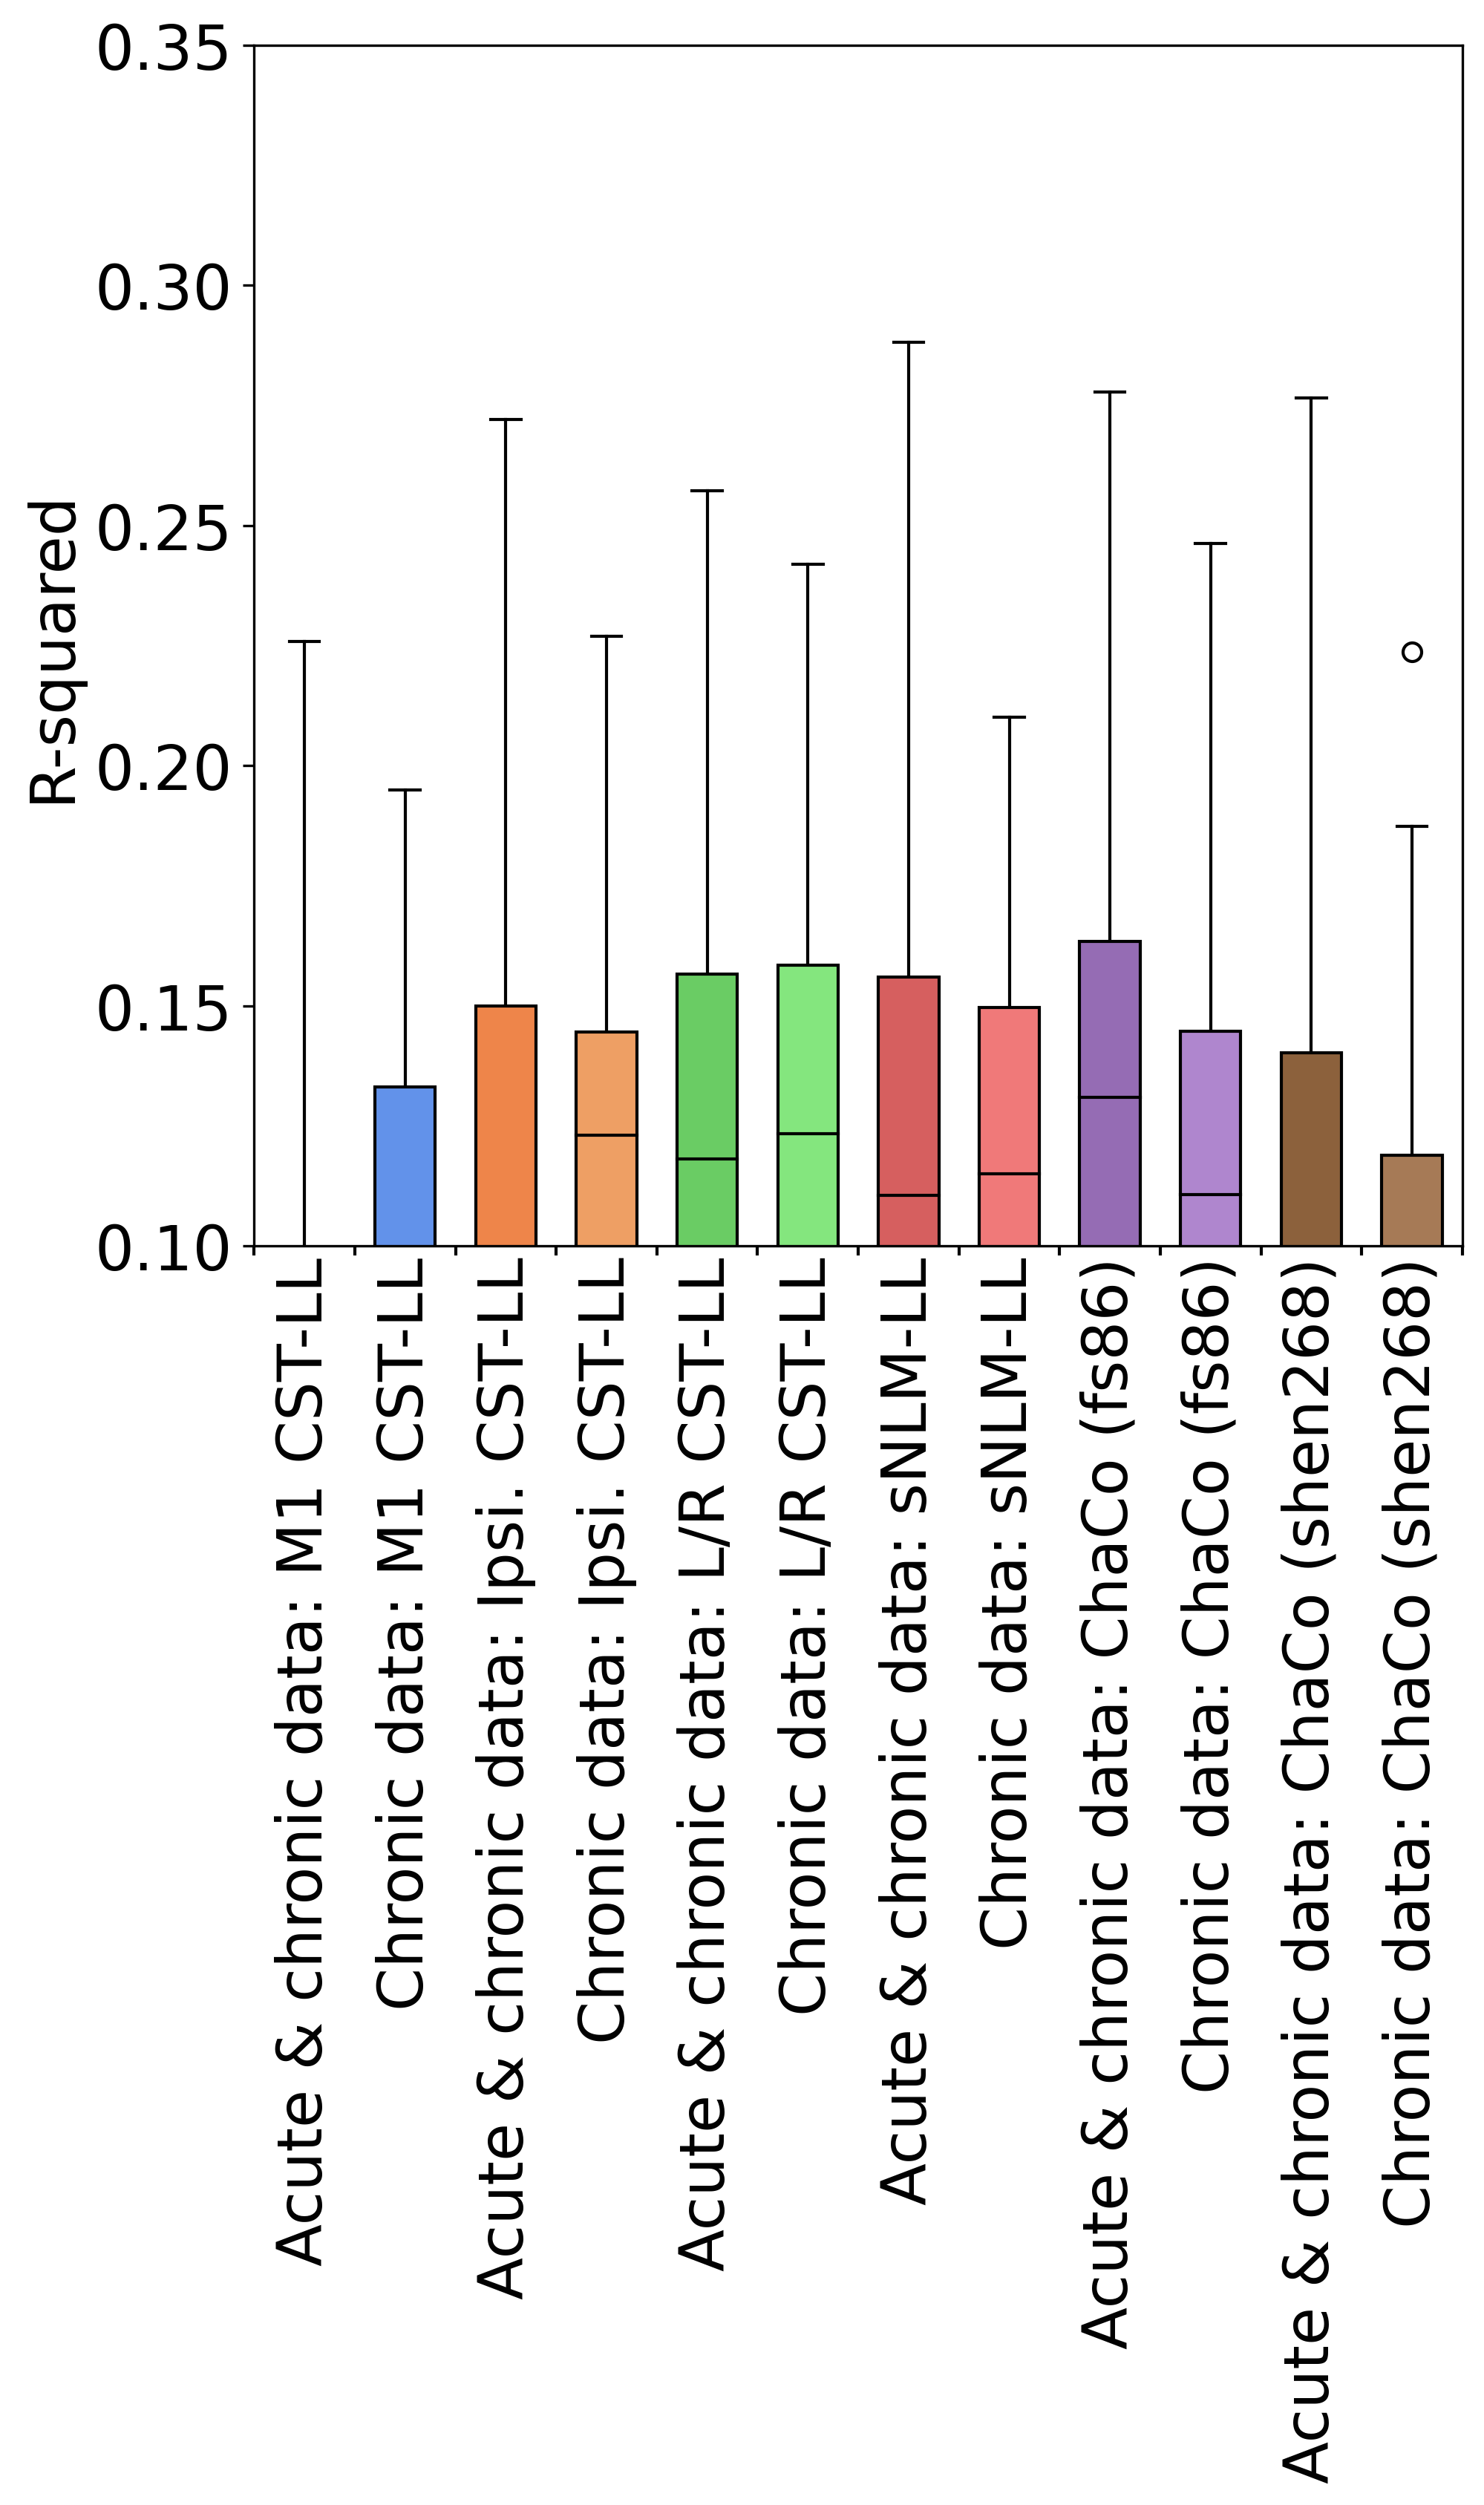 0.35
0.30
0.25
0.20
0.15
0.10
R-squared
Acute & chronic data: M1 CST-LL
Chronic data: M1 CST-LL
Acute & chronic data: Ipsi. CST-LL
Chronic data: Ipsi. CST-LL
Acute & chronic data: L/R CST-LL
Chronic data: L/R CST-LL
Acute & chronic data: sNLM-LL
Chronic data: sNLM-LL
Acute & chronic data: ChaCo (fs86)
Chronic data: ChaCo (fs86)
Acute & chronic data: ChaCo (shen268)
Chronic data: ChaCo (shen268)